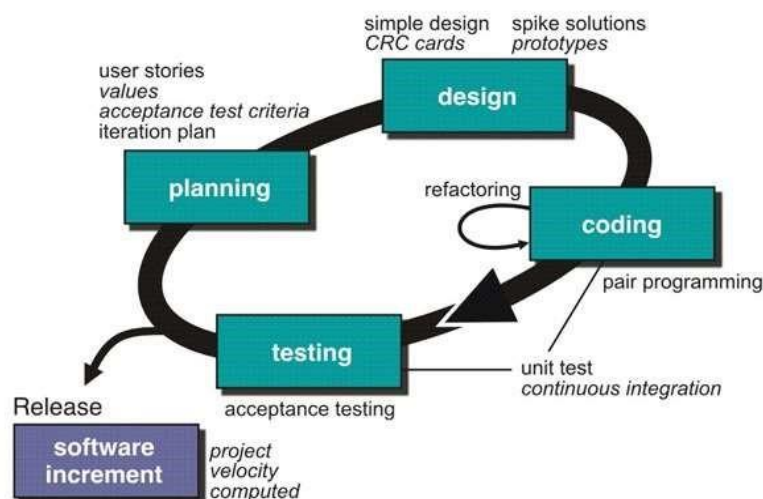 simple design
CRC cards
spike solutions
prototypes
user stories
values
acceptance test criteria
iteration plan
design
planning
refactoring
coding
pair programming
testing
unit test
continuous integration
acceptance testing
Release
software
increment
project
velocity
computed